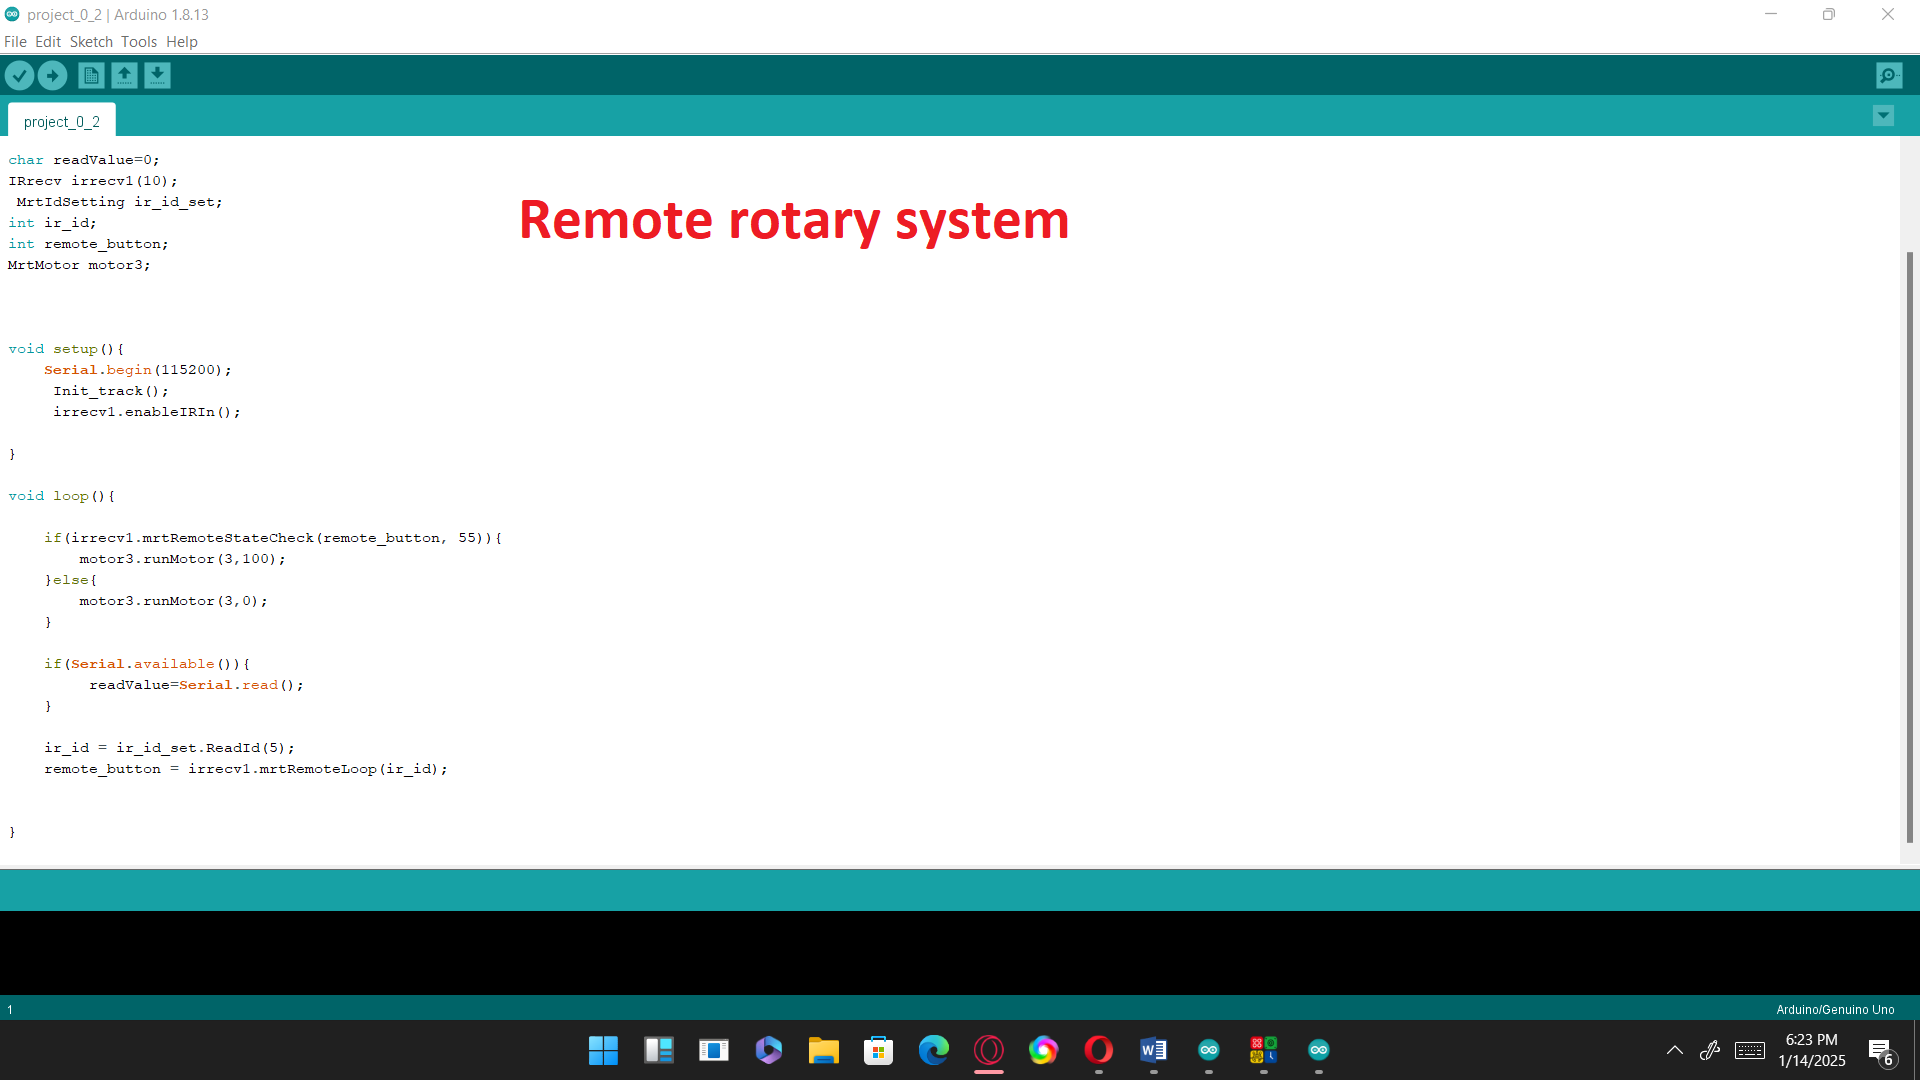 project_0_2 | Arduino 1.8.13
File Edit Sketch Tools Help
project_0_2
char readValue=0;
IRrecv irrecv1(10);
MrtIdSetting ir_id_set;
int ir_id;
int remote_button;
MrtMotor motor3;
Remote rotary system
void setup(){
Serial.begin(115200);
Init_track();
irrecv1.enableIRIn();
}
void loop(){
if(irrecv1.mrtRemoteStateCheck(remote_button, 55)){
motor3.runMotor(3,100);
}else{
motor3.runMotor(3,0);
}
if(Serial.available()){
readValue=Serial.read();
}
ir_id = ir_id_set.ReadId(5);
remote_button = irrecv1.mrtRemoteLoop(ir_id);
}
1
Arduino/Genuino Uno
6:23 PM
1/14/2025
6